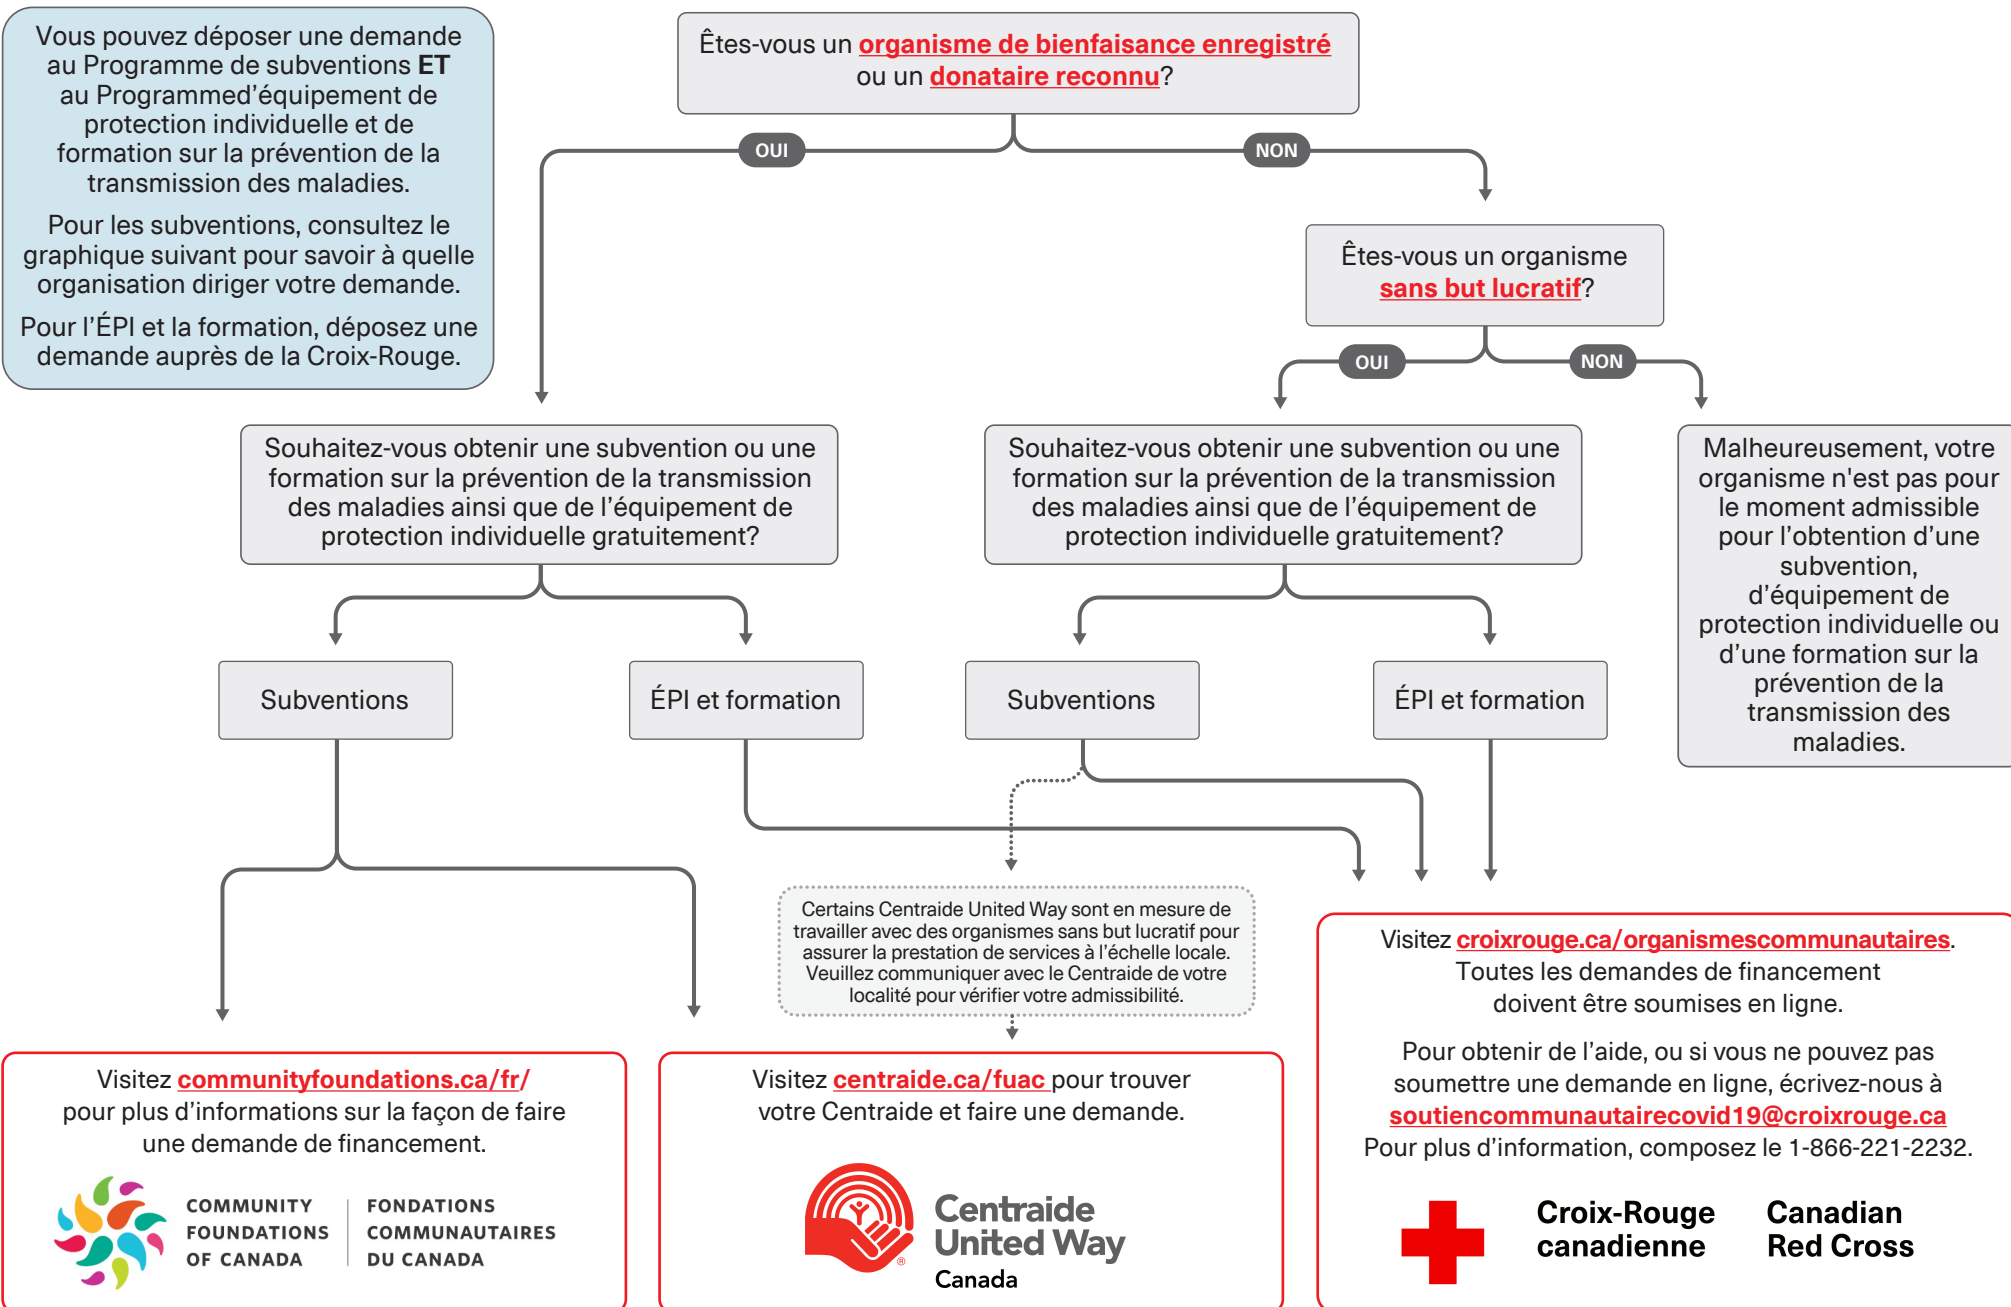 Vous pouvez déposer une demande
au Programme de subventions ET
au Programmed'équipement de
protection individuelle et de
formation sur la prévention de la
transmission des maladies.
Pour les subventions, consultez le
graphique suivant pour savoir à quelle
organisation diriger votre demande.
Pour l'ÉPI et la formation, déposez une
demande auprès de la Croix-Rouge.
Êtes-vous un organisme de bienfaisance enregistré
ou un donataire reconnu?
OUI
NON
Êtes-vous un organisme
sans but lucratif?
OUI
NON
Souhaitez-vous obtenir une subvention ou une
formation sur la prévention de la transmission
des maladies ainsi que de l'équipement de
protection individuelle gratuitement?
Souhaitez-vous obtenir une subvention ou une
formation sur la prévention de la transmission
des maladies ainsi que de l'équipement de
protection individuelle gratuitement?
Malheureusement, votre
organisme n'est pas pour
le moment admissible
pour l'obtention d'une
subvention,
d'équipement de
protection individuelle ou
d'une formation sur la
prévention de la
transmission des
maladies.
Subventions
ÉPI et formation
Subventions
ÉPI et formation
Certains Centraide United Way sont en mesure de
travailler avec des organismes sans but lucratif pour
assurer la prestation de services à l'échelle locale.
Veuillez communiquer avec le Centraide de votre
localité pour vérifier votre admissibilité.
Visitez communityfoundations.ca/fr/
pour plus d'informations sur la façon de faire
une demande de financement.
COMMUNITY
FOUNDATIONS
OF CANADA
FONDATIONS
COMMUNAUTAIRES
DU CANADA
Visitez centraide.ca/fuac pour trouver
votre Centraide et faire une demande.
Centraide
United Way
®
Canada
Visitez croixrouge.ca/organismescommunautaires.
Toutes les demandes de financement
doivent être soumises en ligne.
Pour obtenir de l'aide, ou si vous ne pouvez pas
soumettre une demande en ligne, écrivez-nous à
soutiencommunautairecovid19@croixrouge.ca
Pour plus d'information, composez le 1-866-221-2232.
Croix-Rouge
canadienne
Canadian
Red Cross